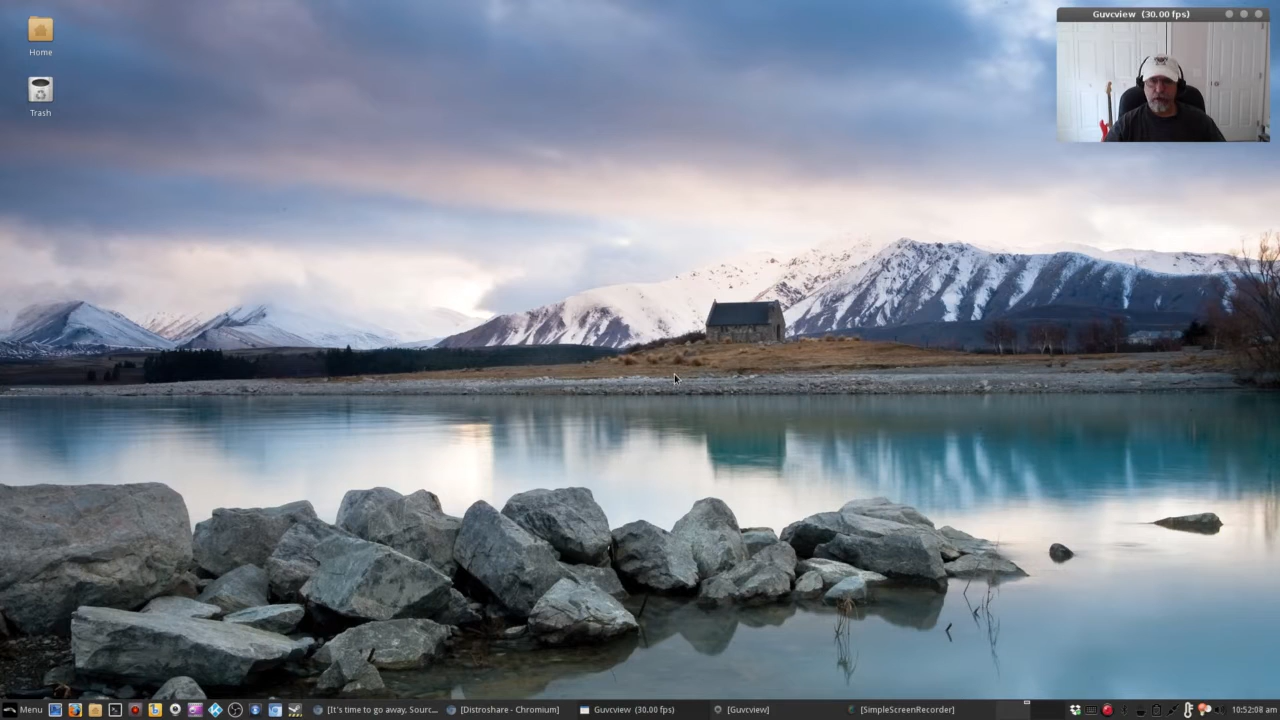 Guvcview (30.00 fps)
Home
Trash
Menu
[It's time to go away, Sourc...
[Distroshare - Chromium]
Guvcview (30.00 fps)
[Guvcview]
[SimpleScreenRecorder]
10:52:08 am